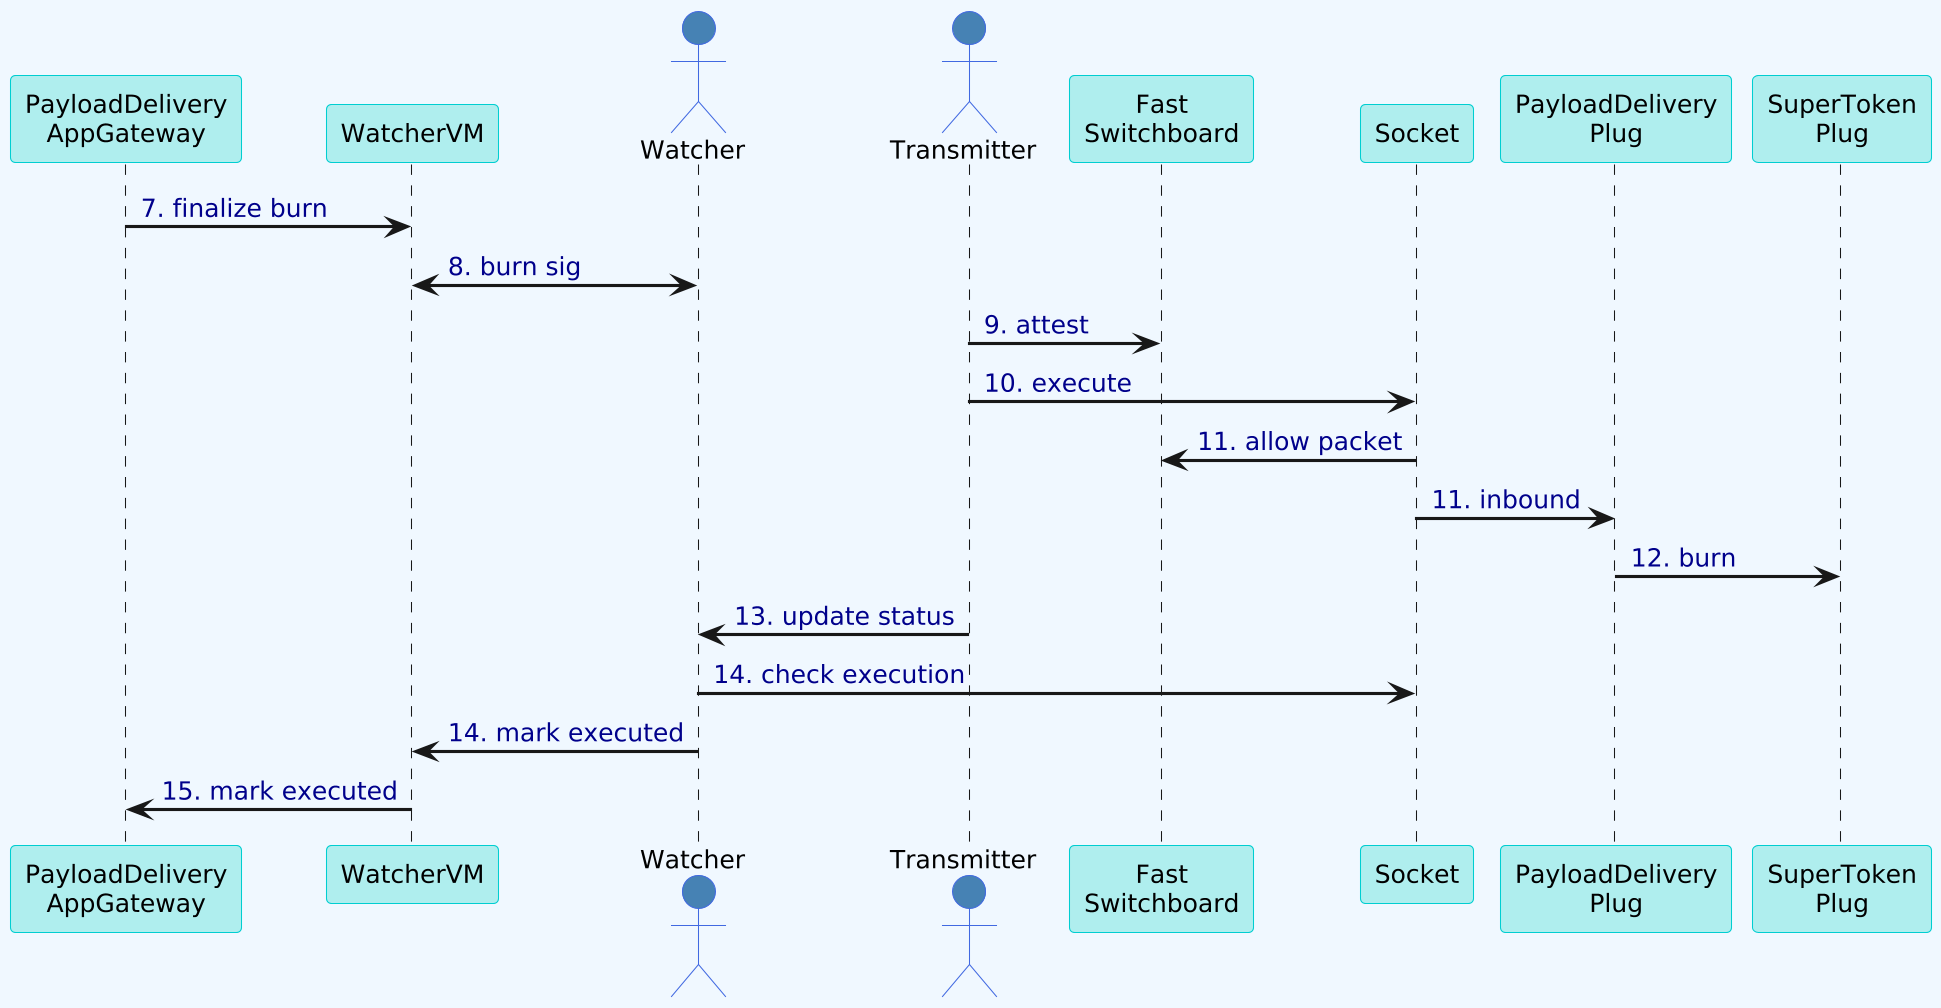 PayloadDelivery
AppGateway
WatcherVM
Watcher
Transmitter
Fast
Switchboard
Socket
PayloadDelivery
Plug
SuperToken
Plug
7. finalize burn
8. burn sig
9. attest
10. execute
11. allow packet
11. inbound
12. burn
13. update status
14. check execution
14. mark executed
15. mark executed
PayloadDelivery
AppGateway
WatcherVM
Watcher
Transmitter
Fast
Switchboard
Socket
PayloadDelivery
Plug
SuperToken
Plug